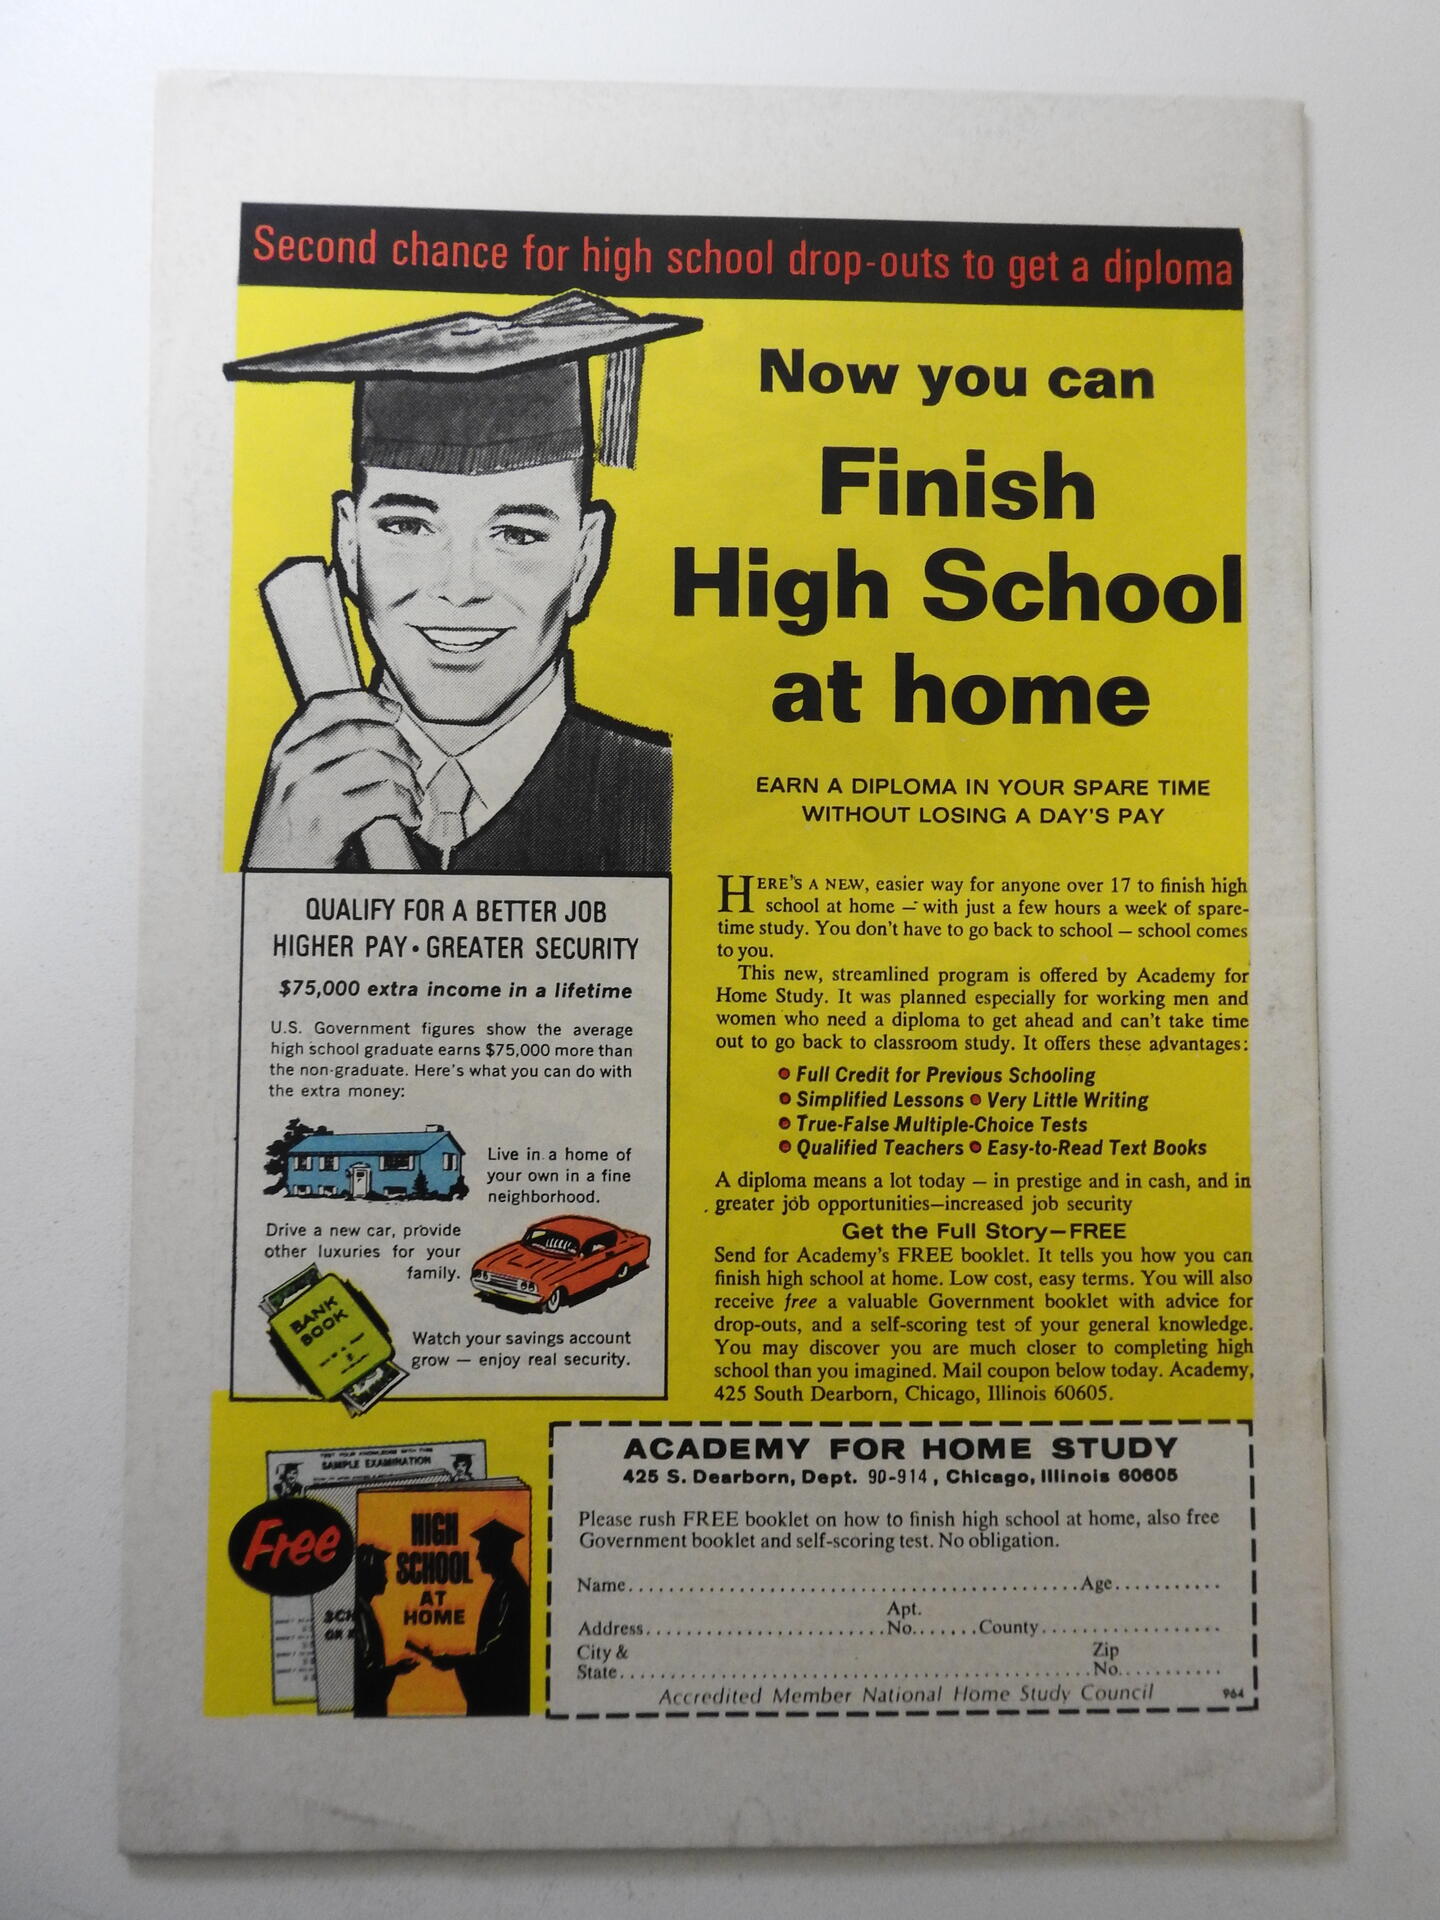 Second chance for high school drop-outs to get a diploma
Now you can
Finish
High School
at home
EARN A DIPLOMA IN YOUR SPARE TIME
WITHOUT LOSING A DAY'S PAY
QUALIFY FOR A BETTER JOB
HIGHER PAY • GREATER SECURITY
$75,000 extra income in a lifetime
U.S. Government figures show the average
high school graduate earns $75,000 more than
the non-graduate. Here's what you can do with
the extra money:
Live in a home of
your own in a fine
neighborhood.
Drive a new car, provide
other luxuries for your
family.
BANK
BOOK
Watch your savings account
grow — enjoy real security.
HERE'S A NEW, easier way for anyone over 17 to finish high
school at home — with just a few hours a week of spare-
time study. You don't have to go back to school — school comes
to you.
This new, streamlined program is offered by Academy for
Home Study. It was planned especially for working men and
women who need a diploma to get ahead and can't take time
out to go back to classroom study. It offers these advantages:
• Full Credit for Previous Schooling
• Simplified Lessons • Very Little Writing
• True-False Multiple-Choice Tests
• Qualified Teachers • Easy-to-Read Text Books
A diploma means a lot today — in prestige and in cash, and in
greater job opportunities—increased job security
Get the Full Story—FREE
Send for Academy's FREE booklet. It tells you how you can
finish high school at home. Low cost, easy terms. You will also
receive free a valuable Government booklet with advice for
drop-outs, and a self-scoring test of your general knowledge.
You may discover you are much closer to completing high
school than you imagined. Mail coupon below today. Academy,
425 South Dearborn, Chicago, Illinois 60605.
TEST YOUR KNOWLEDGE WITH THIS
SAMPLE EXAMINATION
Free
SCH
OR
HIGH
SCHOOL
AT
HOME
ACADEMY FOR HOME STUDY
425 S. Dearborn, Dept. 90-914, Chicago, Illinois 60605
Please rush FREE booklet on how to finish high school at home, also free
Government booklet and self-scoring test. No obligation.
Name.............................................Age...........
Apt.
Address........................No.......County..................
City & Zip
State...............................................No..........
Accredited Member National Home Study Council 964